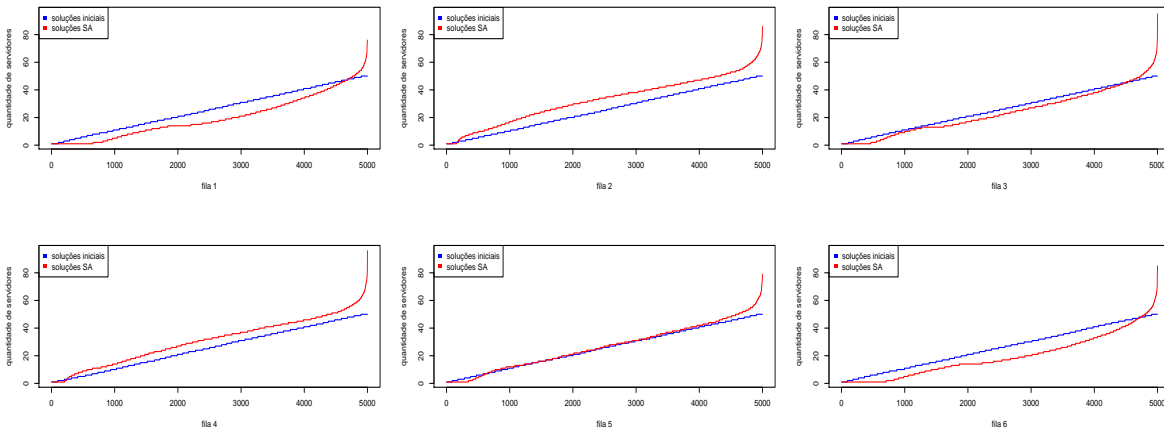 soluções iniciais
soluções SA
quantidade de servidores
0 20 40 60 80
0 1000 2000 3000 4000 5000
fila 1
soluções iniciais
soluções SA
quantidade de servidores
0 20 40 60 80
0 1000 2000 3000 4000 5000
fila 2
soluções iniciais
soluções SA
quantidade de servidores
0 20 40 60 80
0 1000 2000 3000 4000 5000
fila 3
soluções iniciais
soluções SA
quantidade de servidores
0 20 40 60 80
0 1000 2000 3000 4000 5000
fila 4
soluções iniciais
soluções SA
quantidade de servidores
0 20 40 60 80
0 1000 2000 3000 4000 5000
fila 5
soluções iniciais
soluções SA
quantidade de servidores
0 20 40 60 80
0 1000 2000 3000 4000 5000
fila 6